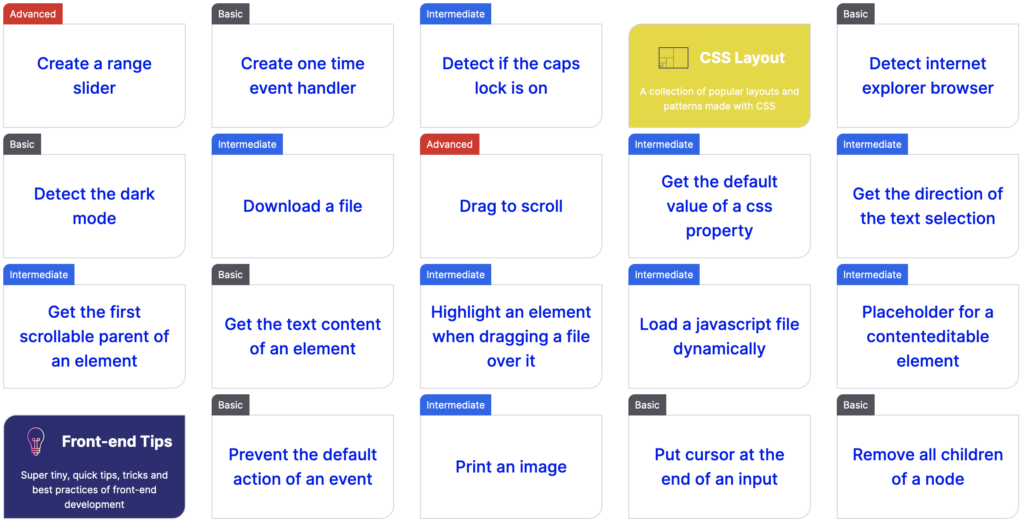 Advanced
Create a range
slider
Basic
Create one time
event handler
Intermediate
Detect if the caps
lock is on
CSS Layout
A collection of popular layouts and
patterns made with CSS
Basic
Detect internet
explorer browser
Basic
Detect the dark
mode
Intermediate
Download a file
Advanced
Drag to scroll
Intermediate
Get the default
value of a css
property
Intermediate
Get the direction of
the text selection
Intermediate
Get the first
scrollable parent of
an element
Basic
Get the text content
of an element
Intermediate
Highlight an element
when dragging a file
over it
Intermediate
Load a javascript file
dynamically
Intermediate
Placeholder for a
contenteditable
element
Front-end Tips
Super tiny, quick tips, tricks and
best practices of front-end
development
Basic
Prevent the default
action of an event
Intermediate
Print an image
Basic
Put cursor at the
end of an input
Basic
Remove all children
of a node